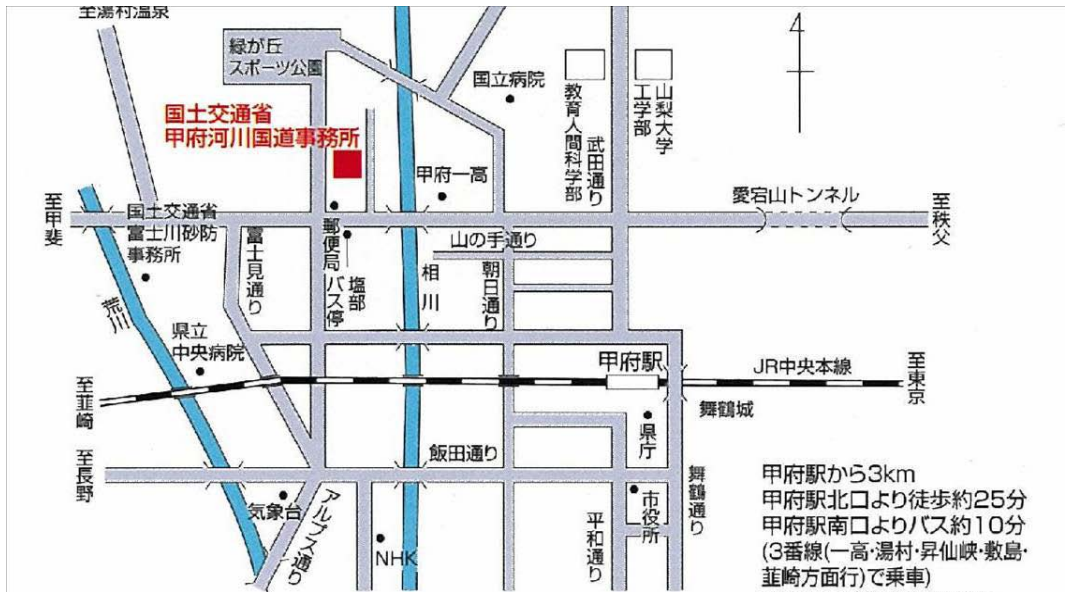 至湯村温泉
緑が丘
スポーツ公園
国立病院
教育人間科学部
武田通り
山梨大学
工学部
国土交通省
甲府河川国道事務所
甲府一高
愛宕山トンネル
至甲斐
至秩父
国土交通省
富士川砂防
事務所
富士見通り
郵便局
塩部
バス停
相川
山の手通り
朝日通り
荒川
県立
中央病院
甲府駅
JR中央本線
至東京
至韮崎
舞鶴城
県庁
至長野
飯田通り
舞鶴通り
気象台
アルプス通り
NHK
平和通り
市役所
甲府駅から3km
甲府駅北口より徒歩約25分
甲府駅南口よりバス約10分
(3番線(一高・湯村・昇仙峡・敷島・
韮崎方面行)で乗車)